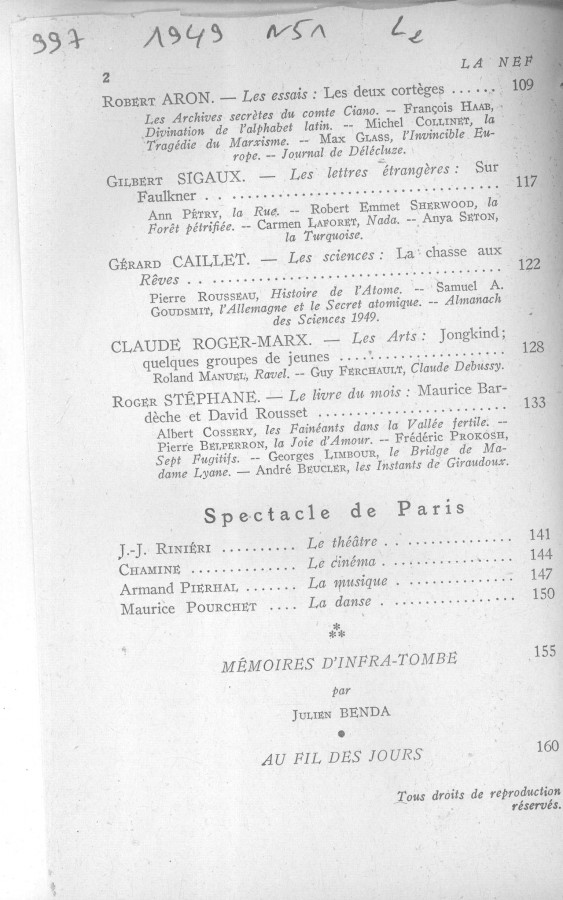 997 1949 N51 Le
2 LA NEF
ROBERT ARON. — Les essais : Les deux cortèges ...... 109
Les Archives secrètes du comte Ciano. -- François HAAB,
Divination de l'alphabet latin. -- Michel COLLINET, la
Tragédie du Marxisme. -- Max GLASS, l'Invincible Eu-
rope. -- Journal de Délécluze.
GILBERT SIGAUX. — Les lettres étrangères : Sur
Faulkner .................................... 117
Ann PÉTRY, la Rue. -- Robert Emmet SHERWOOD, la
Forêt pétrifiée. -- Carmen LAFORET, Nada. -- Anya SETON,
la Turquoise.
GÉRARD CAILLET. — Les sciences : La chasse aux
Rêves .................................... 122
Pierre ROUSSEAU, Histoire de l'Atome. -- Samuel A.
GOUDSMIT, l'Allemagne et le Secret atomique. -- Almanach
des Sciences 1949.
CLAUDE ROGER-MARX. — Les Arts : Jongkind ;
quelques groupes de jeunes .................... 128
Roland MANUEL, Ravel. -- Guy FERCHAULT, Claude Debussy.
ROGER STÉPHANE. — Le livre du mois : Maurice Bar-
dèche et David Rousset ........................ 133
Albert COSSERY, les Fainéants dans la Vallée fertile. --
Pierre BELPERRON, la Joie d'Amour. -- Frédéric PROKOSH,
Sept Fugitifs. -- Georges LIMBOUR, le Bridge de Ma-
dame Lyane. — André BEUCLER, les Instants de Giraudoux.
Spectacle de Paris
J.-J. RINIÉRI .......... Le théâtre ............... 141
CHAMINE ............. Le cinéma ............... 144
Armand PIERHAL ....... La musique ............. 147
Maurice POURCHET .... La danse ................ 150
***
MÉMOIRES D'INFRA-TOMBE 155
par
JULIEN BENDA
•
AU FIL DES JOURS 160
Tous droits de reproduction
réservés.